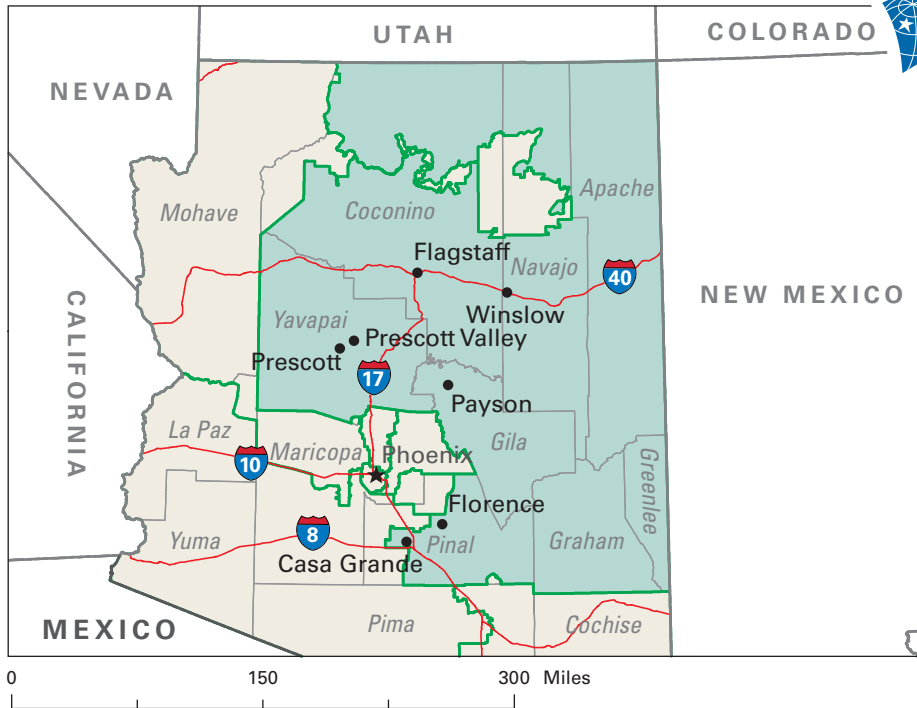 UTAH
COLORADO
NEVADA
Apache
Mohave
Coconino
Flagstaff
Navajo
40
CALIFORNIA
NEW MEXICO
Winslow
Yavapai
Prescott Valley
Prescott
17
Payson
La Paz
Maricopa
Phoenix
Gila
10
Greenlee
Florence
8
Yuma
Pinal
Graham
Casa Grande
MEXICO
Pima
Cochise
0 150 300 Miles